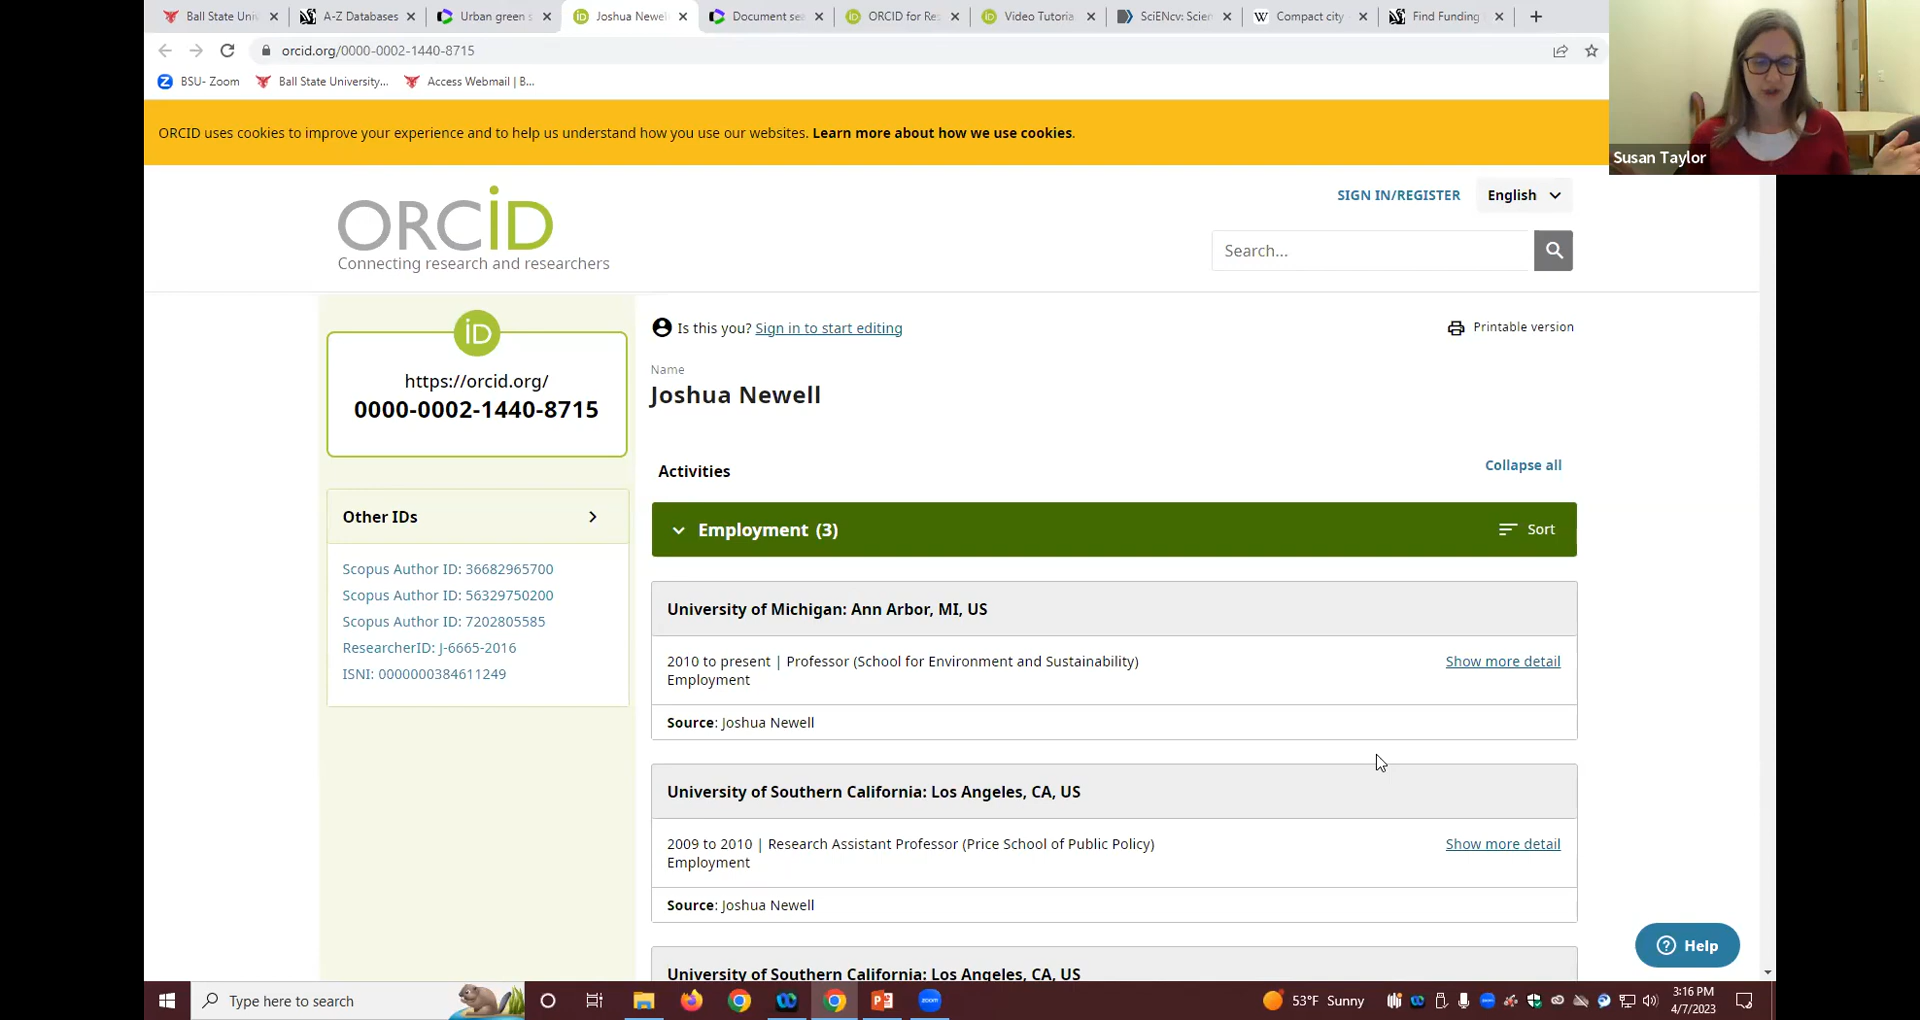 Ball State Uni
A-Z Databases
Urban green s
Joshua Newel
Document se
ORCID for Re
Video Tutoria
SciENcv: Scien
Compact city
Find Funding
orcid.org/0000-0002-1440-8715
BSU- Zoom
Ball State University...
Access Webmail | B...
Susan Taylor
ORCID uses cookies to improve your experience and to help us understand how you use our websites. Learn more about how we use cookies.
ORCiD
Connecting research and researchers
SIGN IN/REGISTER
English
Search...
iD
https://orcid.org/
0000-0002-1440-8715
Other IDs
Scopus Author ID: 36682965700
Scopus Author ID: 56329750200
Scopus Author ID: 7202805585
ResearcherID: J-6665-2016
ISNI: 0000000384611249
Is this you? Sign in to start editing
Printable version
Name
Joshua Newell
Activities
Collapse all
Employment (3)
Sort
University of Michigan: Ann Arbor, MI, US
2010 to present | Professor (School for Environment and Sustainability)
Show more detail
Employment
Source: Joshua Newell
University of Southern California: Los Angeles, CA, US
2009 to 2010 | Research Assistant Professor (Price School of Public Policy)
Show more detail
Employment
Source: Joshua Newell
University of Southern California: Los Angeles, CA, US
Help
Type here to search
53°F Sunny
3:16 PM
4/7/2023